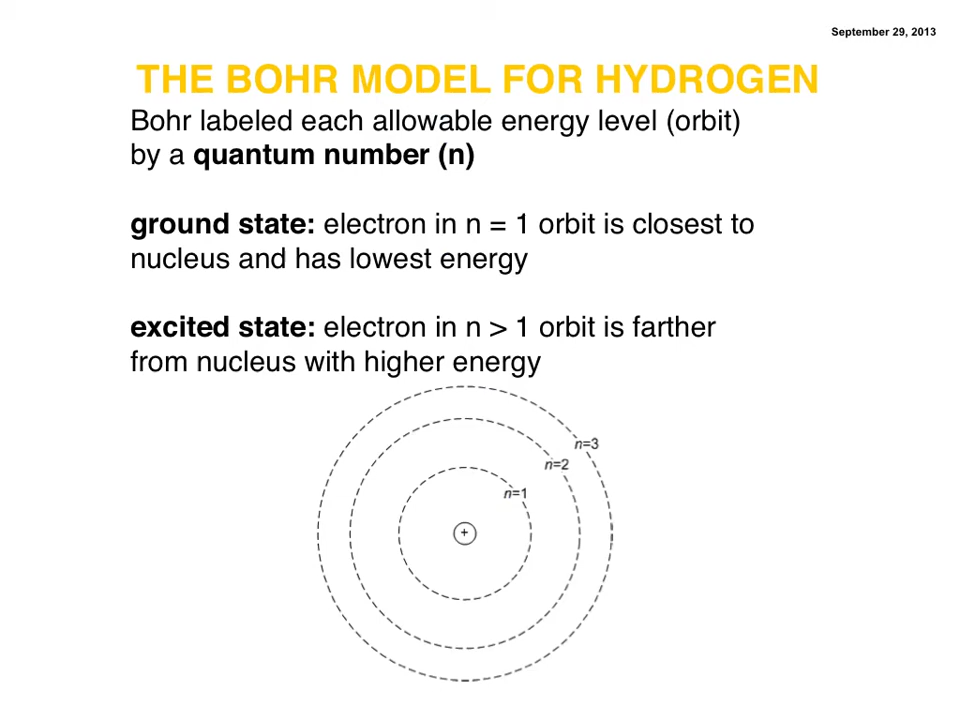 September 29, 2013
THE BOHR MODEL FOR HYDROGEN
Bohr labeled each allowable energy level (orbit)
by a quantum number (n)
ground state: electron in n = 1 orbit is closest to
nucleus and has lowest energy
excited state: electron in n > 1 orbit is farther
from nucleus with higher energy
n=3
n=2
n=1
+